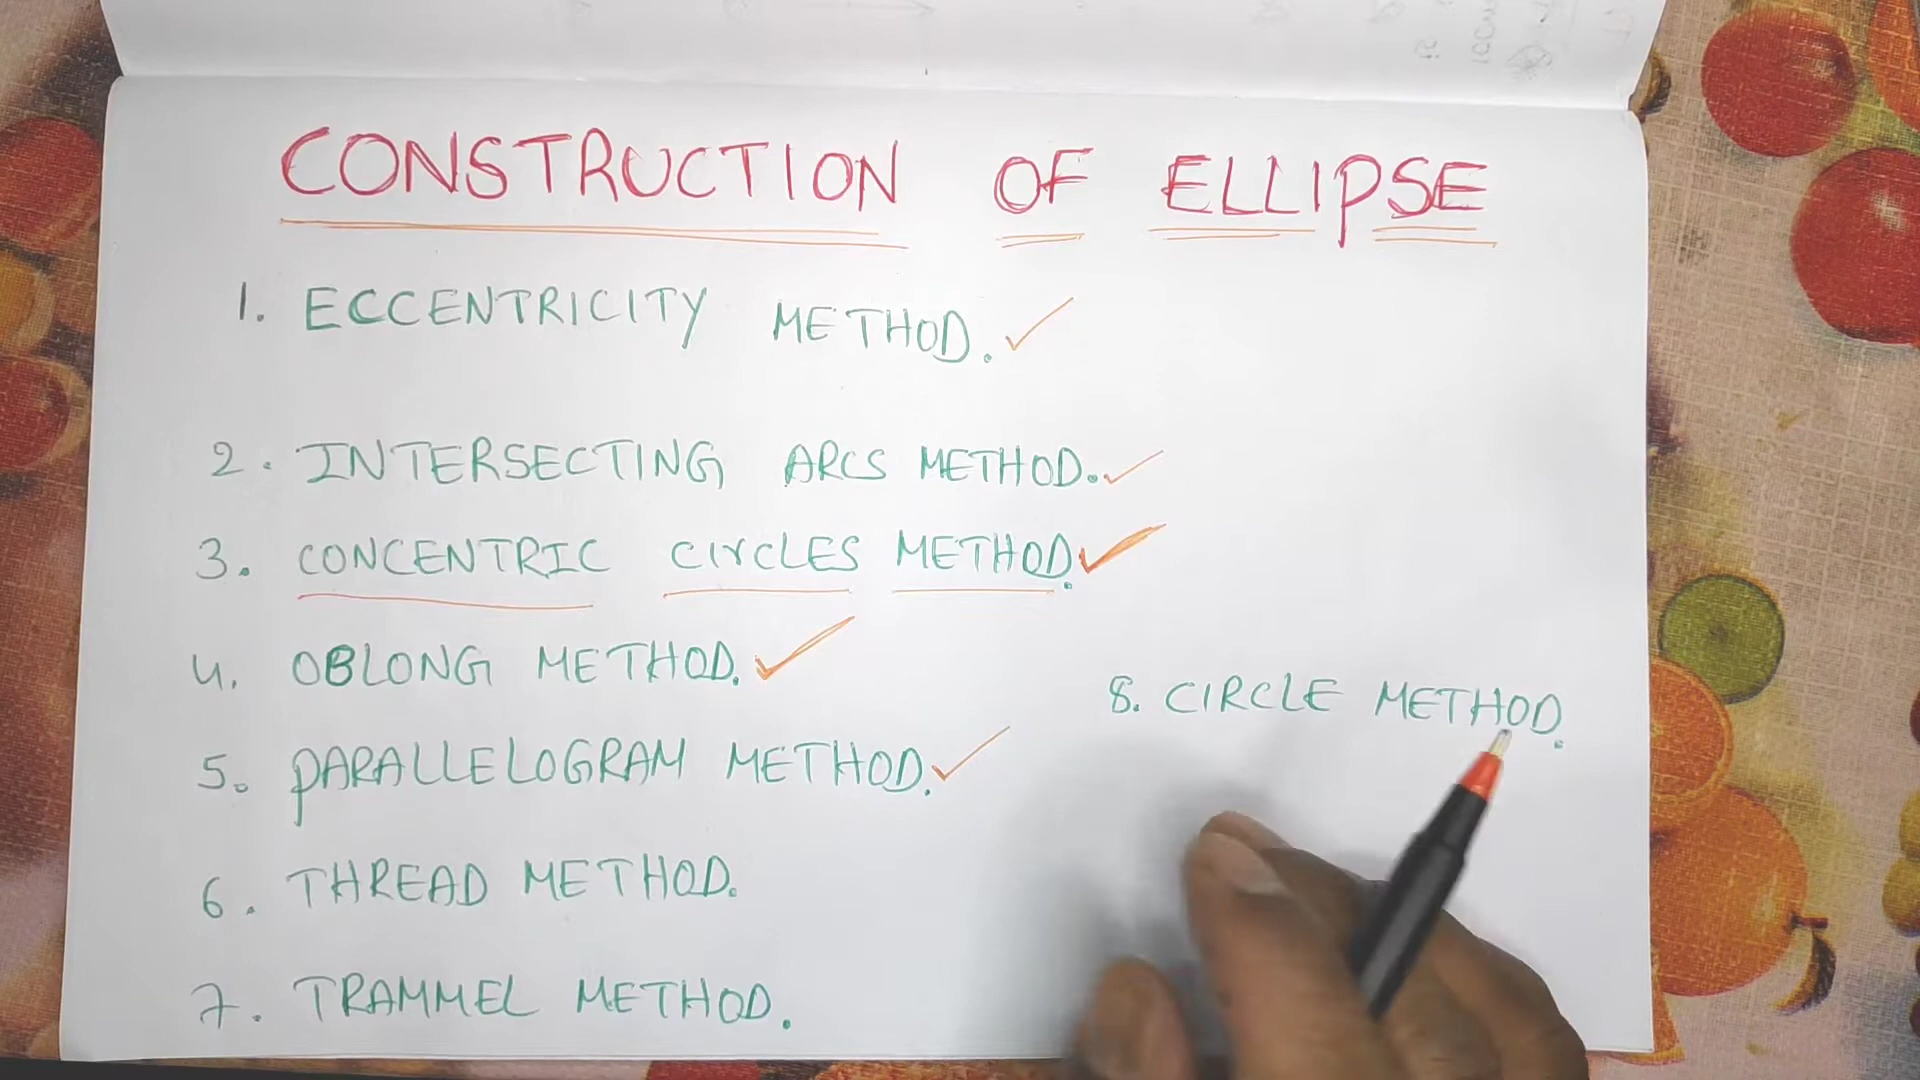 CONSTRUCTION OF ELLIPSE
1. ECCENTRICITY METHOD.
2. INTERSECTING ARCS METHOD.
3. CONCENTRIC CIrCLES METHOD.
4. OBLONG METHOD.
5. PARALLELOGRAM METHOD.
6. THREAD METHOD.
7. TRAMMEL METHOD.
8. CIRCLE METHOD.